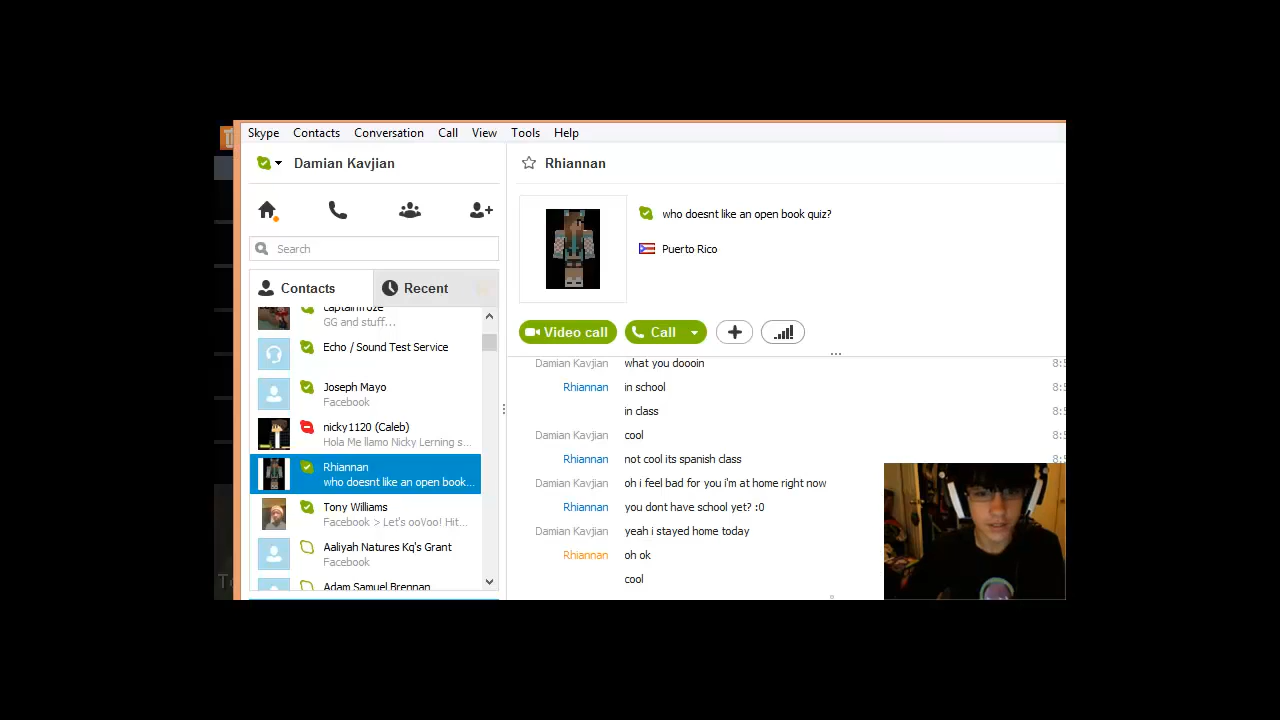 Skype Contacts Conversation Call View Tools Help
Damian Kavjian
Search
Contacts Recent
captainfroze
GG and stuff...
Echo / Sound Test Service
Joseph Mayo
Facebook
nicky1120 (Caleb)
Hola Me llamo Nicky Lerning s...
Rhiannan
who doesnt like an open book...
Tony Williams
Facebook > Let's ooVoo! Hit...
Aaliyah Natures Kq's Grant
Facebook
Adam Samuel Brennan
Rhiannan
who doesnt like an open book quiz?
Puerto Rico
Video call Call
Damian Kavjian what you doooin
Rhiannan in school
in class
Damian Kavjian cool
Rhiannan not cool its spanish class
Damian Kavjian oh i feel bad for you i'm at home right now
Rhiannan you dont have school yet? :0
Damian Kavjian yeah i stayed home today
Rhiannan oh ok
cool